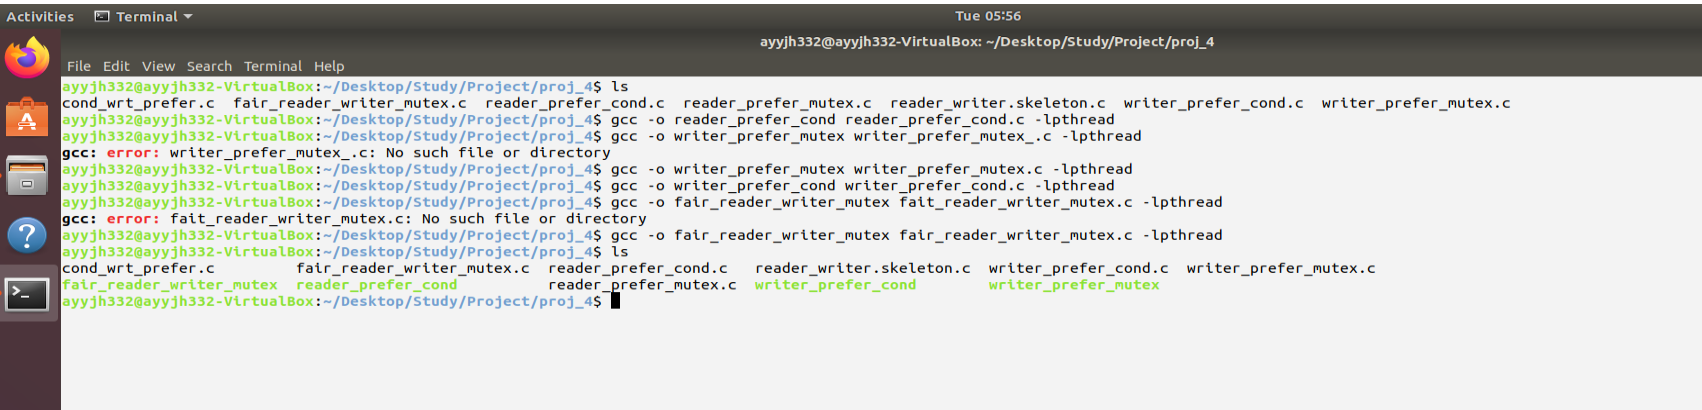 Activities Terminal Tue 05:56
ayyjh332@ayyjh332-VirtualBox: ~/Desktop/Study/Project/proj_4
File Edit View Search Terminal Help
ayyjh332@ayyjh332-VirtualBox:~/Desktop/Study/Project/proj_4$ ls
cond_wrt_prefer.c fair_reader_writer_mutex.c reader_prefer_cond.c reader_prefer_mutex.c reader_writer.skeleton.c writer_prefer_cond.c writer_prefer_mutex.c
ayyjh332@ayyjh332-VirtualBox:~/Desktop/Study/Project/proj_4$ gcc -o reader_prefer_cond reader_prefer_cond.c -lpthread
ayyjh332@ayyjh332-VirtualBox:~/Desktop/Study/Project/proj_4$ gcc -o writer_prefer_mutex writer_prefer_mutex_.c -lpthread
gcc: error: writer_prefer_mutex_.c: No such file or directory
ayyjh332@ayyjh332-VirtualBox:~/Desktop/Study/Project/proj_4$ gcc -o writer_prefer_mutex writer_prefer_mutex.c -lpthread
ayyjh332@ayyjh332-VirtualBox:~/Desktop/Study/Project/proj_4$ gcc -o writer_prefer_cond writer_prefer_cond.c -lpthread
ayyjh332@ayyjh332-VirtualBox:~/Desktop/Study/Project/proj_4$ gcc -o fair_reader_writer_mutex fait_reader_writer_mutex.c -lpthread
gcc: error: fait_reader_writer_mutex.c: No such file or directory
ayyjh332@ayyjh332-VirtualBox:~/Desktop/Study/Project/proj_4$ gcc -o fair_reader_writer_mutex fair_reader_writer_mutex.c -lpthread
ayyjh332@ayyjh332-VirtualBox:~/Desktop/Study/Project/proj_4$ ls
cond_wrt_prefer.c fair_reader_writer_mutex.c reader_prefer_cond.c reader_writer.skeleton.c writer_prefer_cond.c writer_prefer_mutex.c
fair_reader_writer_mutex reader_prefer_cond reader_prefer_mutex.c writer_prefer_cond writer_prefer_mutex
ayyjh332@ayyjh332-VirtualBox:~/Desktop/Study/Project/proj_4$